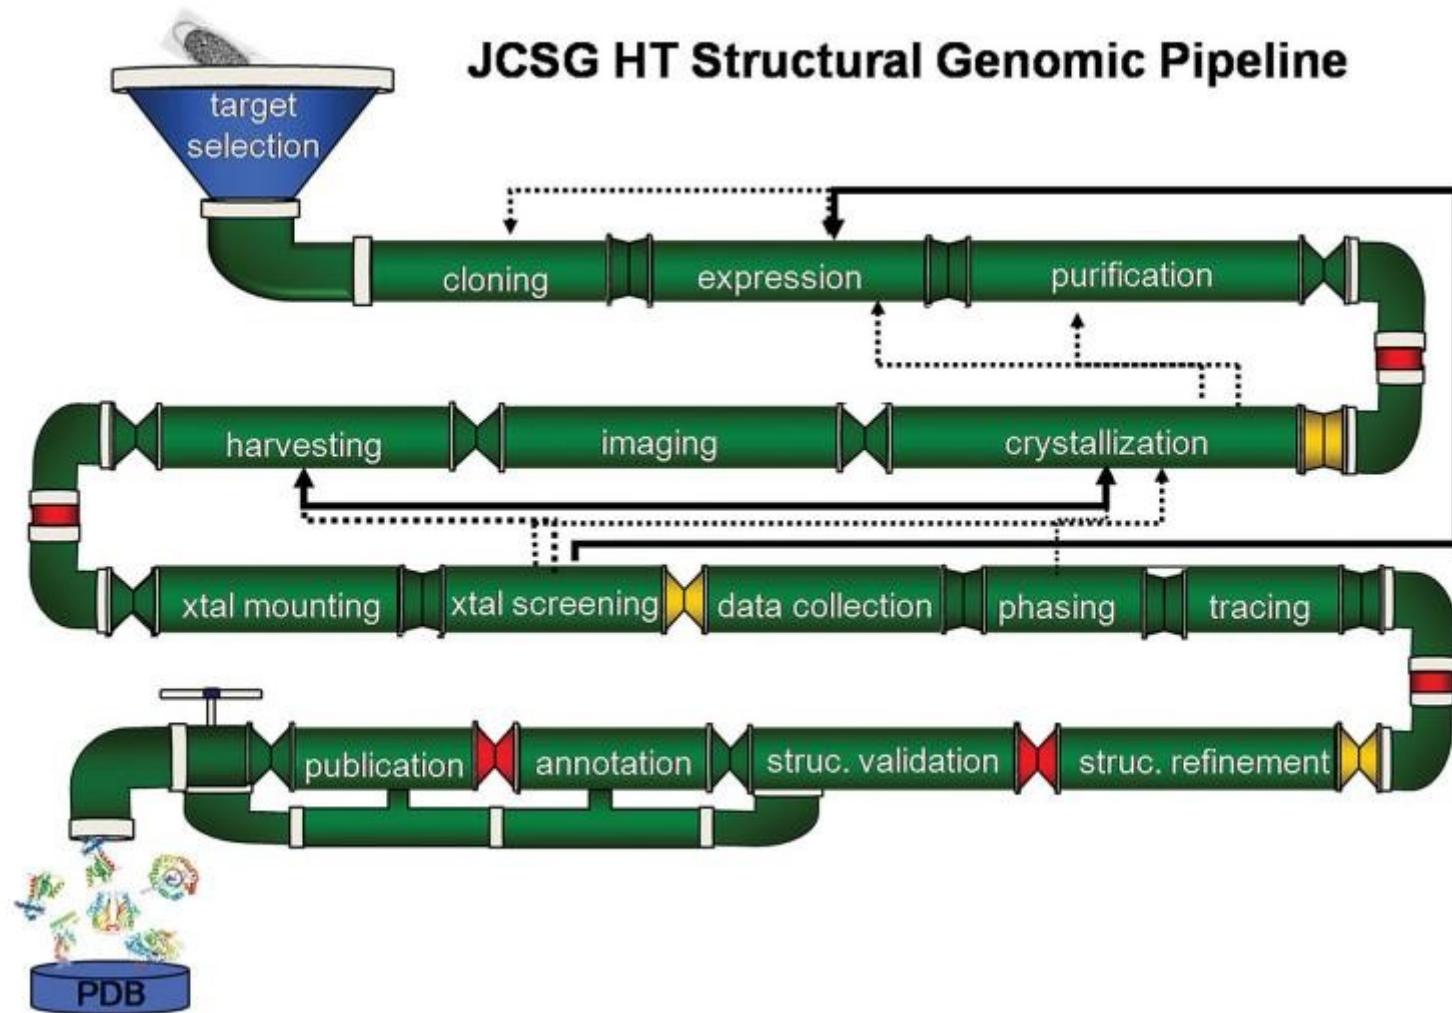 JCSG HT Structural Genomic Pipeline
target
selection
cloning
expression
purification
harvesting
imaging
crystallization
xtal mounting
xtal screening
data collection
phasing
tracing
publication
annotation
struc. validation
struc. refinement
PDB